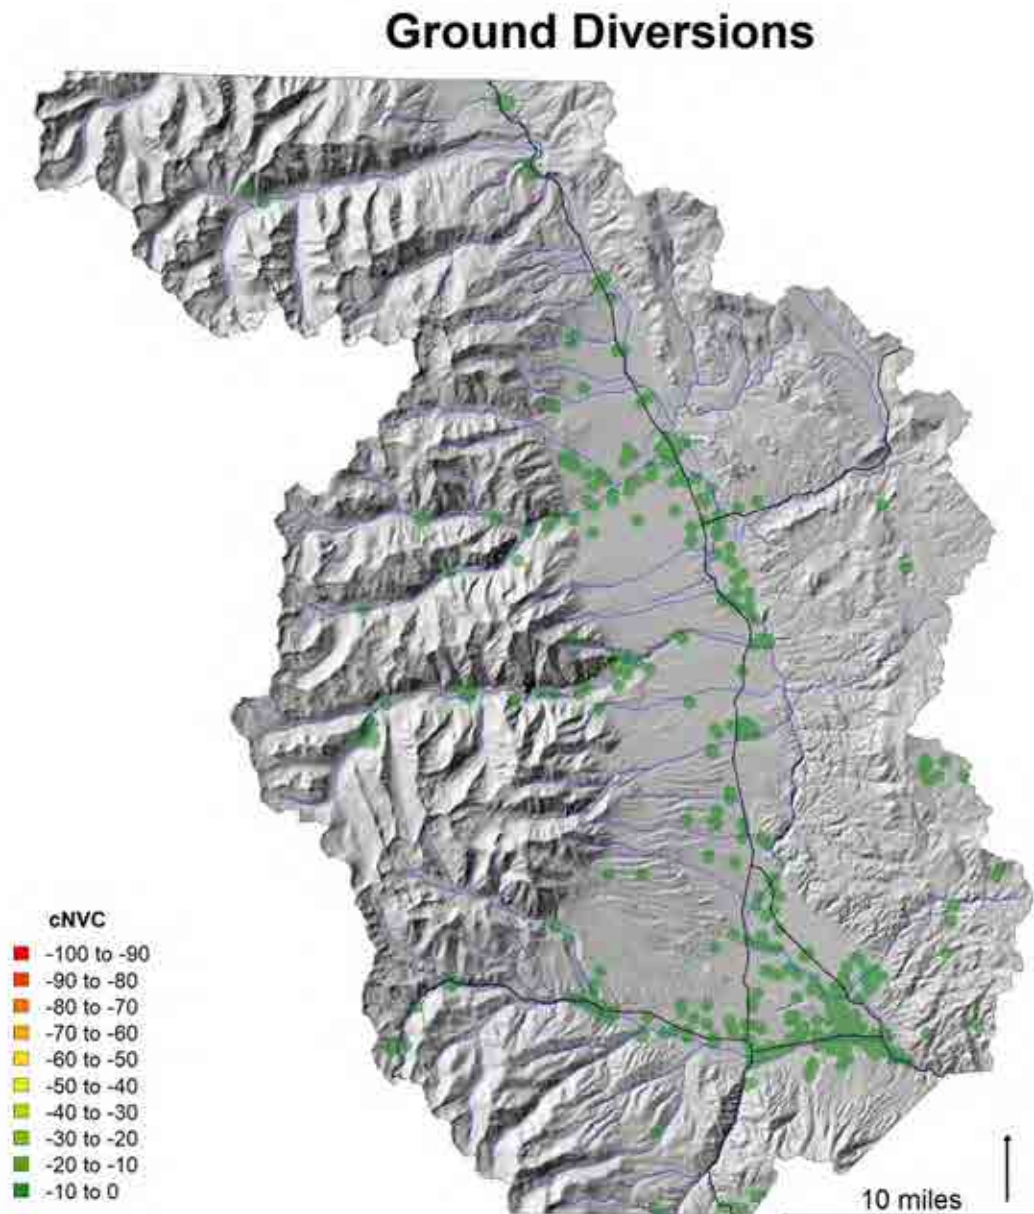 Ground Diversions
cNVC
-100 to -90
-90 to -80
-80 to -70
-70 to -60
-60 to -50
-50 to -40
-40 to -30
-30 to -20
-20 to -10
-10 to 0
10 miles